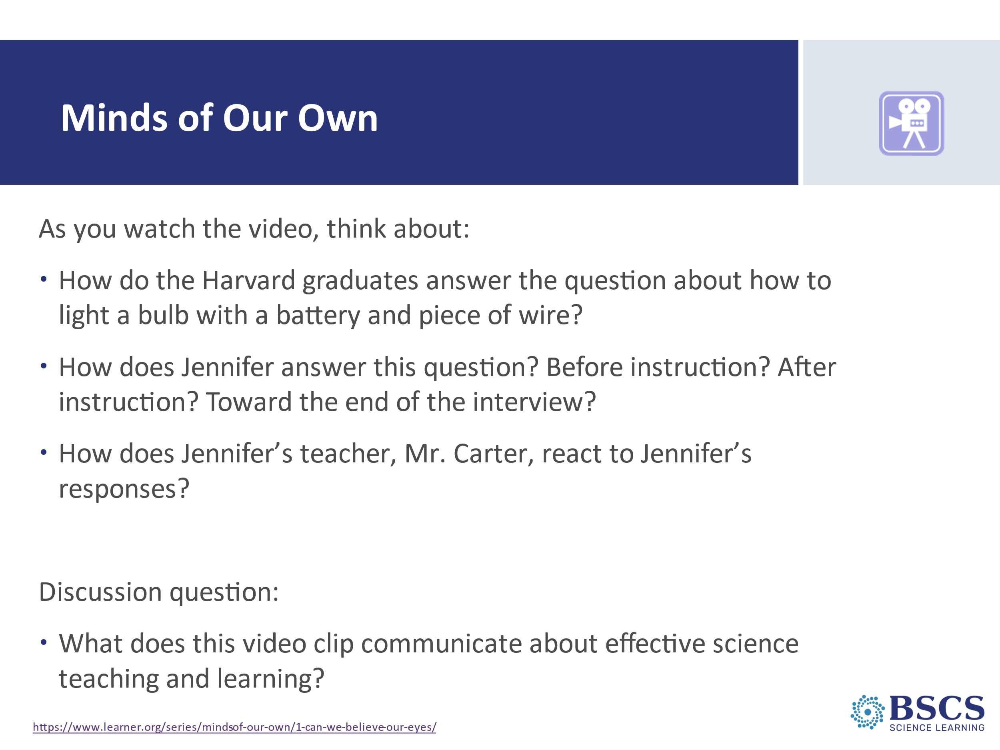 Minds of Our Own
As you watch the video, think about:
• How do the Harvard graduates answer the question about how to
light a bulb with a battery and piece of wire?
• How does Jennifer answer this question? Before instruction? After
instruction? Toward the end of the interview?
• How does Jennifer’s teacher, Mr. Carter, react to Jennifer’s
responses?
Discussion question:
• What does this video clip communicate about effective science
teaching and learning?
https://www.learner.org/series/minds-of-our-own/1-can-we-believe-our-eyes/
BSCS
SCIENCE LEARNING